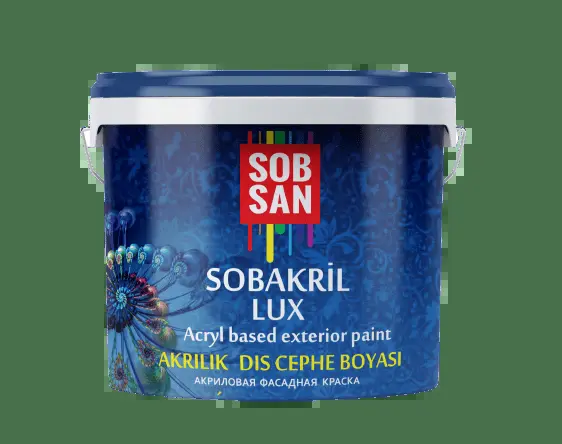 SOB
SAN
SOBAKRİL
LUX
Acryl based exterior paint
AKRILIK DIS CEPHE BOYASI
АКРИЛОВАЯ ФАСАДНАЯ КРАСКА